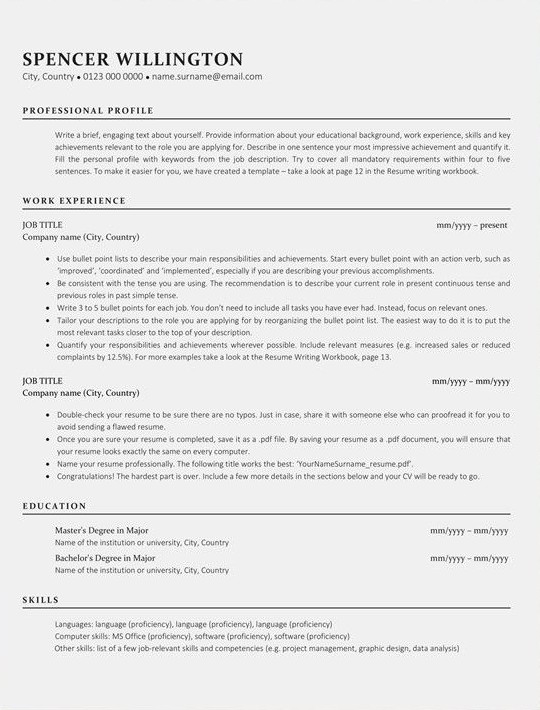 SPENCER WILLINGTON
City, Country • 0123 000 0000 • name.surname@email.com
PROFESSIONAL PROFILE
Write a brief, engaging text about yourself. Provide information about your educational background, work experience, skills and key
achievements relevant to the role you are applying for. Describe in one sentence your most impressive achievement and quantify it.
Fill the personal profile with keywords from the job description. Try to cover all mandatory requirements within four to five
sentences. To make it easier for you, we have created a template – take a look at page 12 in the Resume writing workbook.
WORK EXPERIENCE
JOB TITLE mm/yyyy – present
Company name (City, Country)
• Use bullet point lists to describe your main responsibilities and achievements. Start every bullet point with an action verb, such as
‘improved’, ‘coordinated’ and ‘implemented’, especially if you are describing your previous accomplishments.
• Be consistent with the tense you are using. The recommendation is to describe your current role in present continuous tense and
previous roles in past simple tense.
• Write 3 to 5 bullet points for each job. You don’t need to include all tasks you have ever had. Instead, focus on relevant ones.
• Tailor your descriptions to the role you are applying for by reorganizing the bullet point list. The easiest way to do it is to put the
most relevant tasks closer to the top of your description.
• Quantify your responsibilities and achievements wherever possible. Include relevant measures (e.g. increased sales or reduced
complaints by 12.5%). For more examples take a look at the Resume Writing Workbook, page 13.
JOB TITLE mm/yyyy – mm/yyyy
Company name (City, Country)
• Double-check your resume to be sure there are no typos. Just in case, share it with someone else who can proofread it for you to
avoid sending a flawed resume.
• Once you are sure your resume is completed, save it as a .pdf file. By saving your resume as a .pdf document, you will ensure that
your resume looks exactly the same on every computer.
• Name your resume professionally. The following title works the best: ‘YourNameSurname_resume.pdf’.
• Congratulations! The hardest part is over. Include a few more details in the sections below and your CV will be ready to go.
EDUCATION
Master's Degree in Major mm/yyyy – mm/yyyy
Name of the institution or university, City, Country
Bachelor's Degree in Major mm/yyyy – mm/yyyy
Name of the institution or university, City, Country
SKILLS
Languages: language (proficiency), language (proficiency), language (proficiency)
Computer skills: MS Office (proficiency), software (proficiency), software (proficiency)
Other skills: list of a few job-relevant skills and competencies (e.g. project management, graphic design, data analysis)